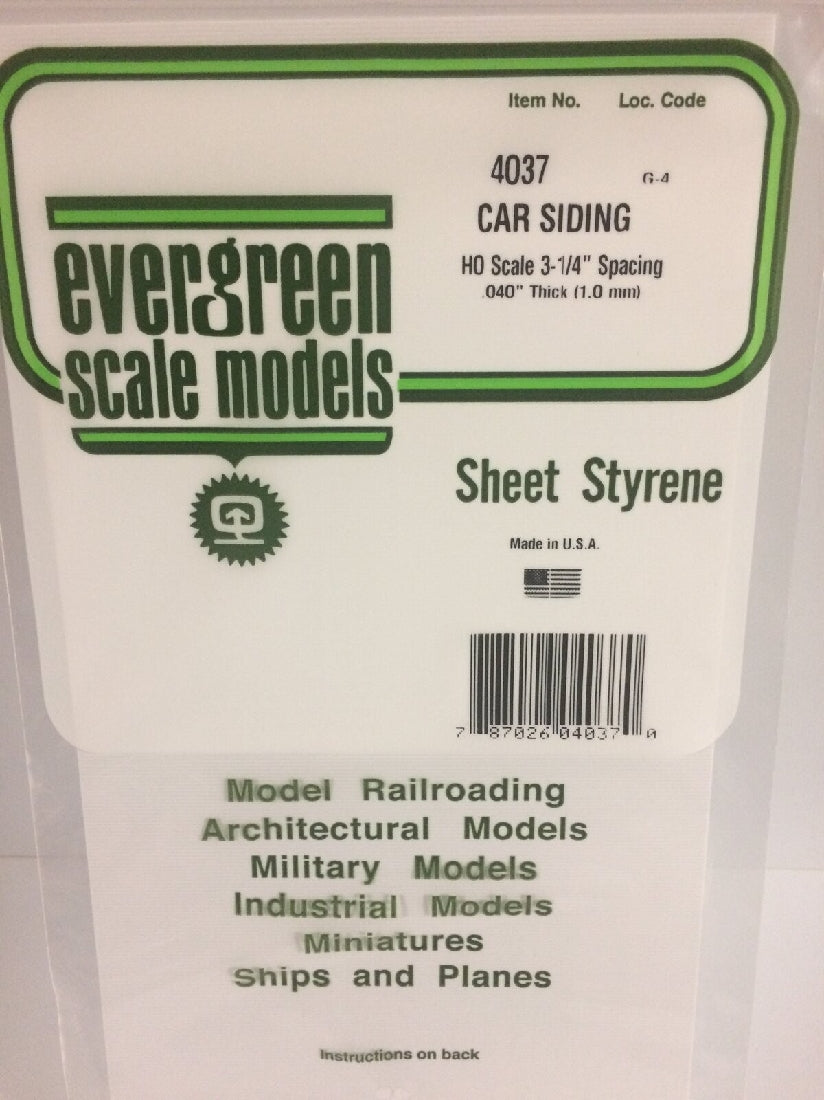 Item No. Loc. Code
4037 G-4
CAR SIDING
HO Scale 3-1/4" Spacing
.040" Thick (1.0 mm)
evergreen
scale models
Sheet Styrene
Made in U.S.A.
7 87026 04037 0
Model Railroading
Architectural Models
Military Models
Industrial Models
Miniatures
Ships and Planes
Instructions on back